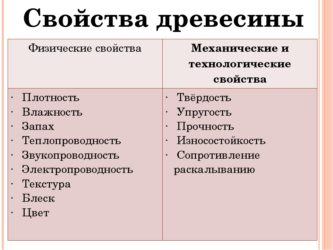 Свойства древесины
Физические свойства
Механические и
технологические
свойства
· Плотность
· Влажность
· Запах
· Теплопроводность
· Звукопроводность
· Электропроводность
· Текстура
· Блеск
· Цвет
· Твёрдость
· Упругость
· Прочность
· Износостойкость
· Сопротивление
раскалыванию